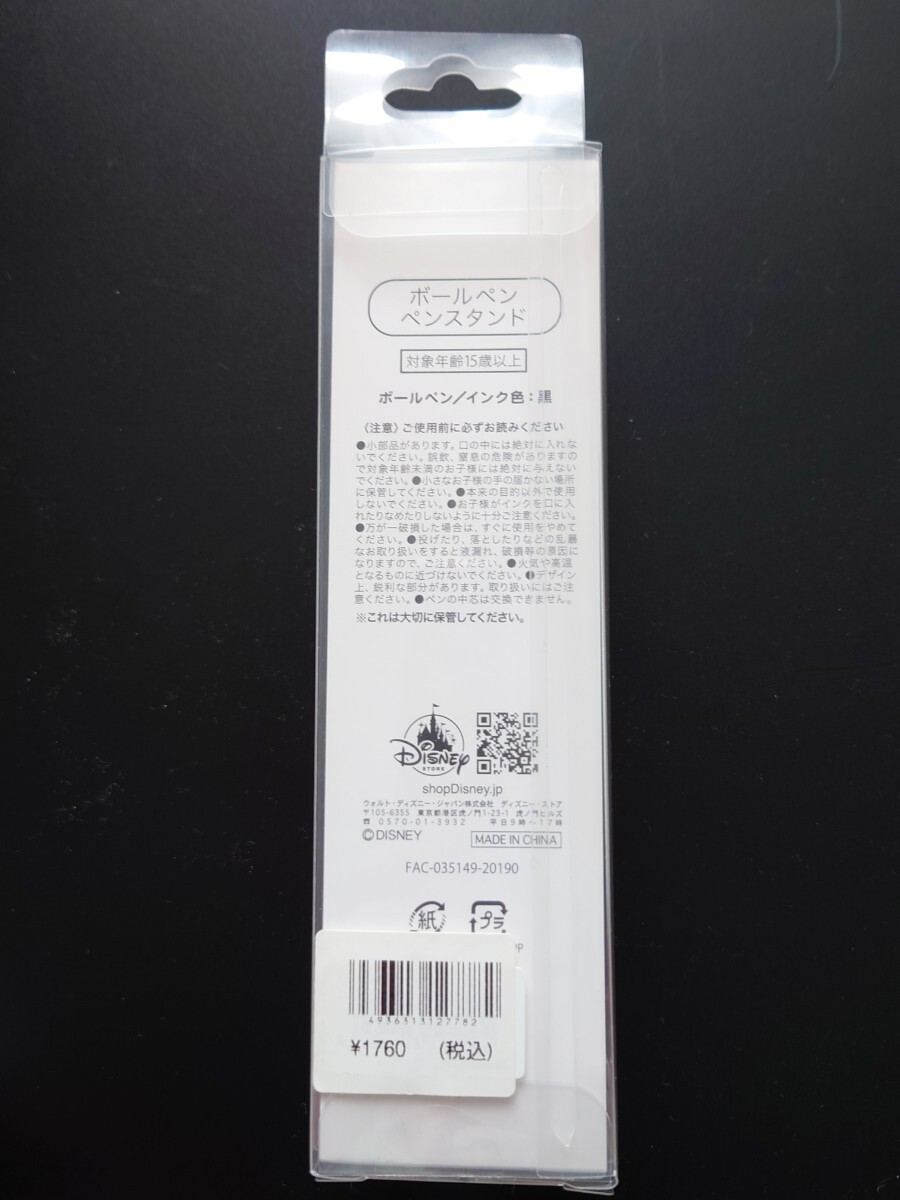 ボールペン
ペンスタンド
対象年齢15歳以上
ボールペン/インク色：黒
〈注意〉ご使用前に必ずお読みください
●小部品があります。口の中には絶対に入れな
いでください。誤飲、窒息の危険がありますの
で対象年齢未満のお子様には絶対に与えない
でください。●小さなお子様の手の届かない場所
に保管してください。●本来の目的以外で使用
しないでください。●お子様がインクを口に入
れたりなめたりしないように十分ご注意ください。
●万が一破損した場合は、すぐに使用をやめて
ください。●投げたり、落としたりなどの乱暴
なお取り扱いをすると液漏れ、破損等の原因に
なりますので、ご注意ください。●火気や高温
となるものに近づけないでください。●デザイン
上、鋭利な部分があります。取り扱いにはご注
意ください。●ペンの中芯は交換できません。
※これは大切に保管してください。
Disney
STORE
shopDisney.jp
ウォルト・ディズニー・ジャパン株式会社 ディズニー・ストア
〒105-6355 東京都港区虎ノ門1-23-1 虎ノ門ヒルズ
☎ 0570-01-3932 平日9時～17時
©DISNEY MADE IN CHINA
FAC-035149-20190
紙 プラ
4936313127782
¥1760 (税込)